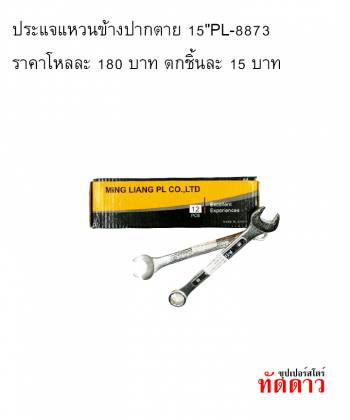 ประแจแหวนข้างปากตาย 15"PL-8873
ราคาโหลละ 180 บาท ตกชิ้นละ 15 บาท
MING LIANG PL CO.,LTD
12
PCS
Excellent
Experiences
ซุปเปอร์สโตร์
ทัดดาว